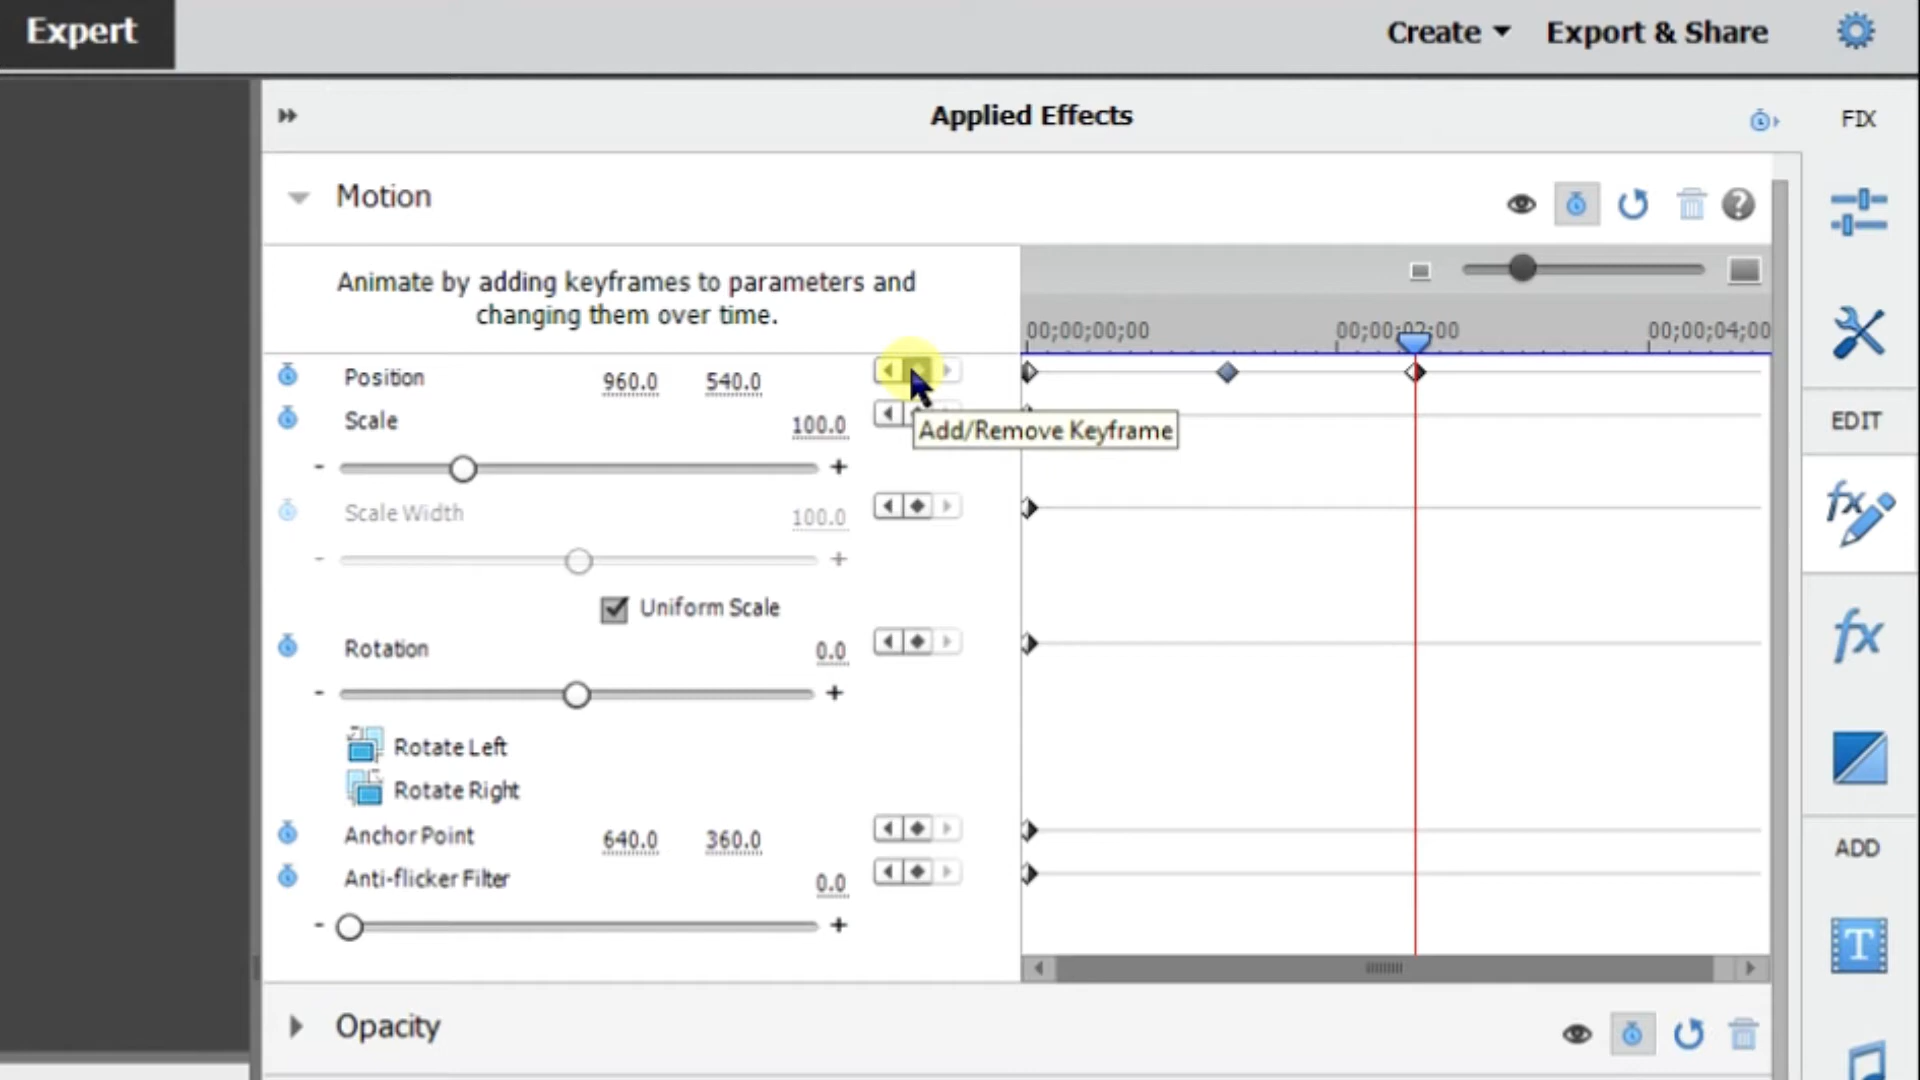 Expert
Create
Export & Share
Applied Effects
FIX
Motion
Animate by adding keyframes to parameters and
changing them over time.
00;00;00;00
00;00;02;00
00;00;04;00
Position 960.0 540.0
Scale 100.0
Add/Remove Keyframe
EDIT
- +
Scale Width 100.0
- +
Uniform Scale
Rotation 0.0
- +
fx
Rotate Left
Rotate Right
Anchor Point 640.0 360.0
ADD
Anti-flicker Filter 0.0
- +
T
Opacity